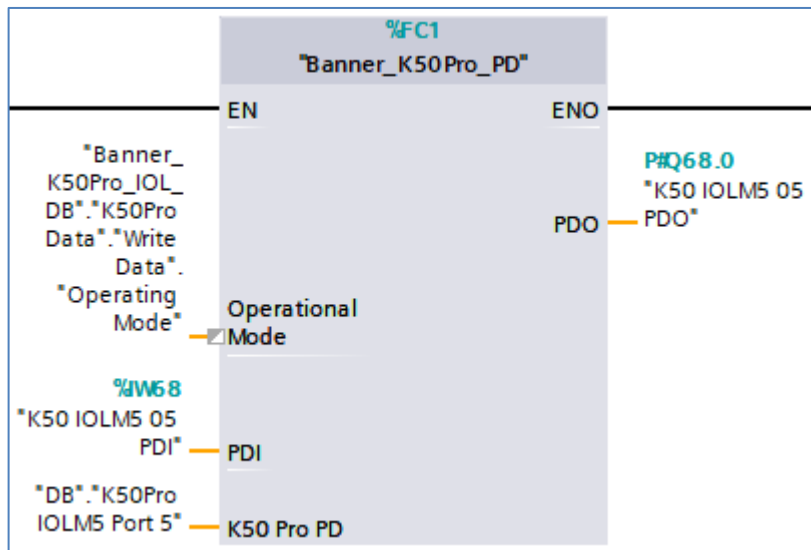 %FC1
"Banner_K50Pro_PD"
EN
ENO
"Banner_
K50Pro_IOL_
DB"."K50Pro
Data"."Write
Data".
"Operating
Mode"
Operational
Mode
P#Q68.0
"K50 IOLM5 05
PDO"
PDO
%IW68
"K50 IOLM5 05
PDI"
PDI
"DB"."K50Pro
IOLM5 Port 5"
K50 Pro PD